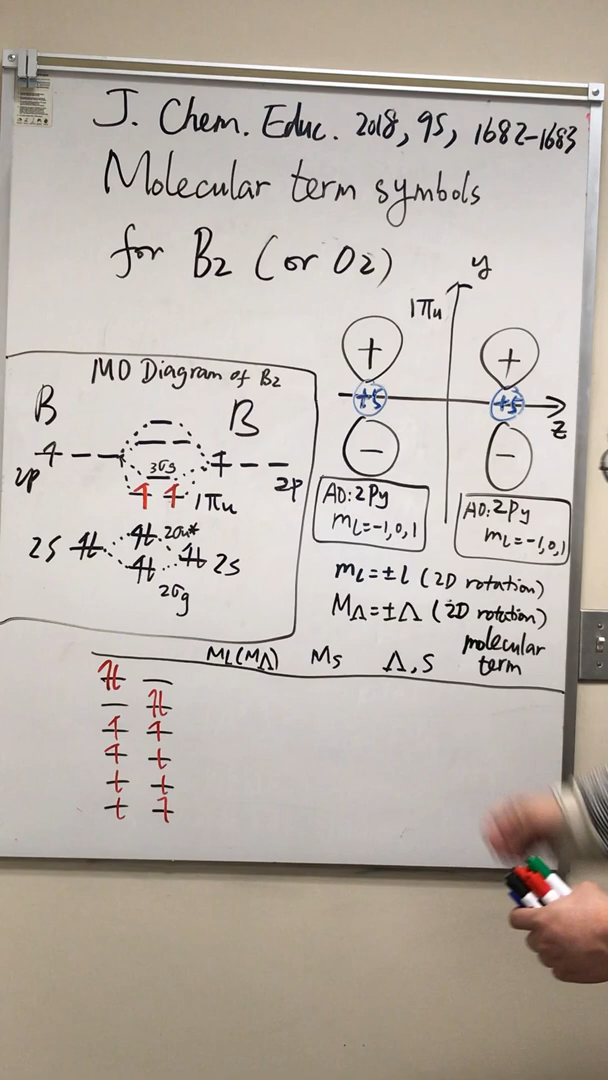 J. Chem. Educ. 2018, 95, 1682-1683
Molecular term symbols
for B2 (or O2)
y
1πu
+ +
+5 +5
z
- -
AO: 2Py
mL=-1,0,1
AO: 2Py
mL=-1,0,1
mL=±l (2D rotation)
MΛ=±Λ (2D rotation)
MO Diagram of B2
B B
2p 3σg 2p
1πu
2S 2σu* 2S
2σg
ML(MΛ) Ms Λ,S molecular
term